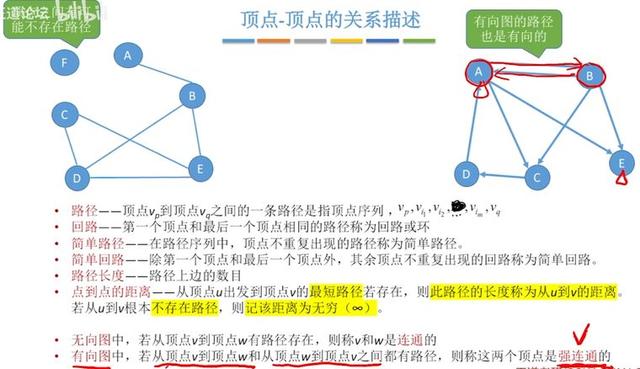 王道论坛
bilibili
能不存在路径
顶点-顶点的关系描述
有向图的路径
也是有向的
F
A
B
C
D
E
A
B
D
C
E
• 路径——顶点vp到顶点vq之间的一条路径是指顶点序列，vp, vi1, vi2, vim, vq
• 回路——第一个顶点和最后一个顶点相同的路径称为回路或环
• 简单路径——在路径序列中，顶点不重复出现的路径称为简单路径。
• 简单回路——除第一个顶点和最后一个顶点外，其余顶点不重复出现的回路称为简单回路。
• 路径长度——路径上边的数目
• 点到点的距离——从顶点u出发到顶点v的最短路径若存在，则此路径的长度称为从u到v的距离。
若从u到v根本不存在路径，则记该距离为无穷（∞）。
• 无向图中，若从顶点v到顶点w有路径存在，则称v和w是连通的
• 有向图中，若从顶点v到顶点w和从顶点w到顶点v之间都有路径，则称这两个顶点是强连通的